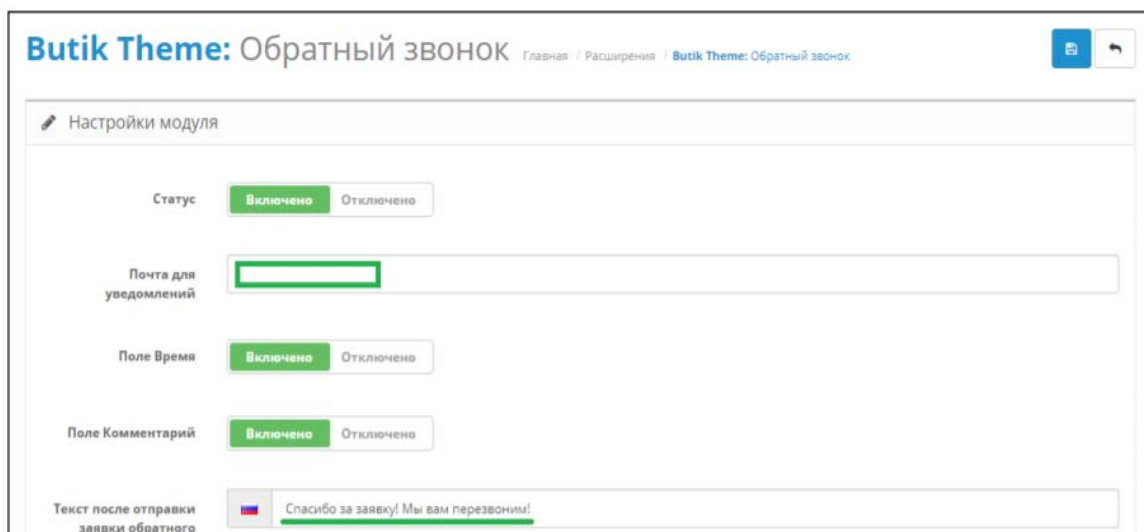 Butik Theme: Обратный звонок Главная / Расширения / Butik Theme: Обратный звонок
Настройки модуля
Статус Включено Отключено
Почта для
уведомлений
Поле Время Включено Отключено
Поле Комментарий Включено Отключено
Текст после отправки Спасибо за заявку! Мы вам перезвоним!
заявки обратного